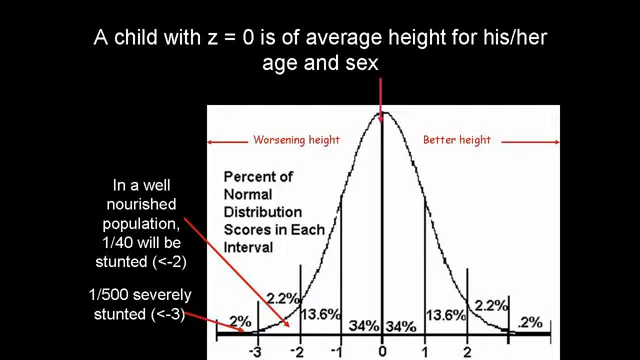 A child with z = 0 is of average height for his/her
age and sex
Worsening height
Better height
Percent of
Normal
Distribution
Scores in Each
Interval
In a well
nourished
population,
1/40 will be
stunted (<-2)
1/500 severely
stunted (<-3)
.2% 2.2% 13.6% 34% 34% 13.6% 2.2% .2%
-3 -2 -1 0 1 2